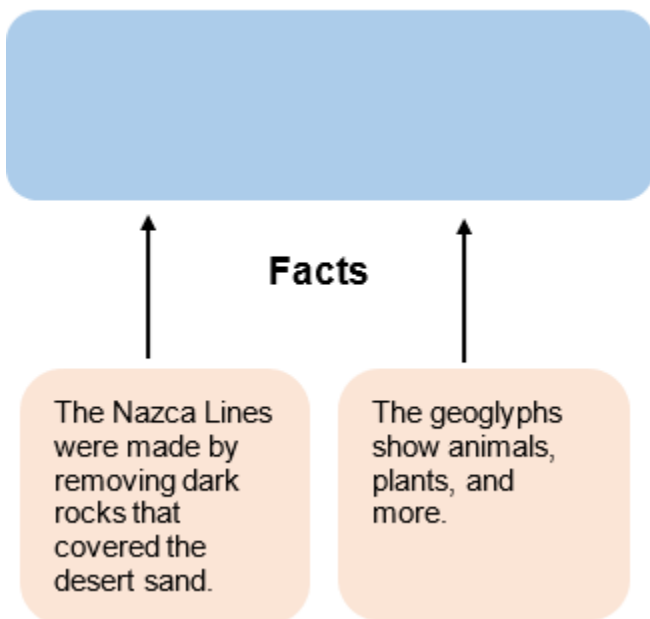 Facts
The Nazca Lines
were made by
removing dark
rocks that
covered the
desert sand.
The geoglyphs
show animals,
plants, and
more.